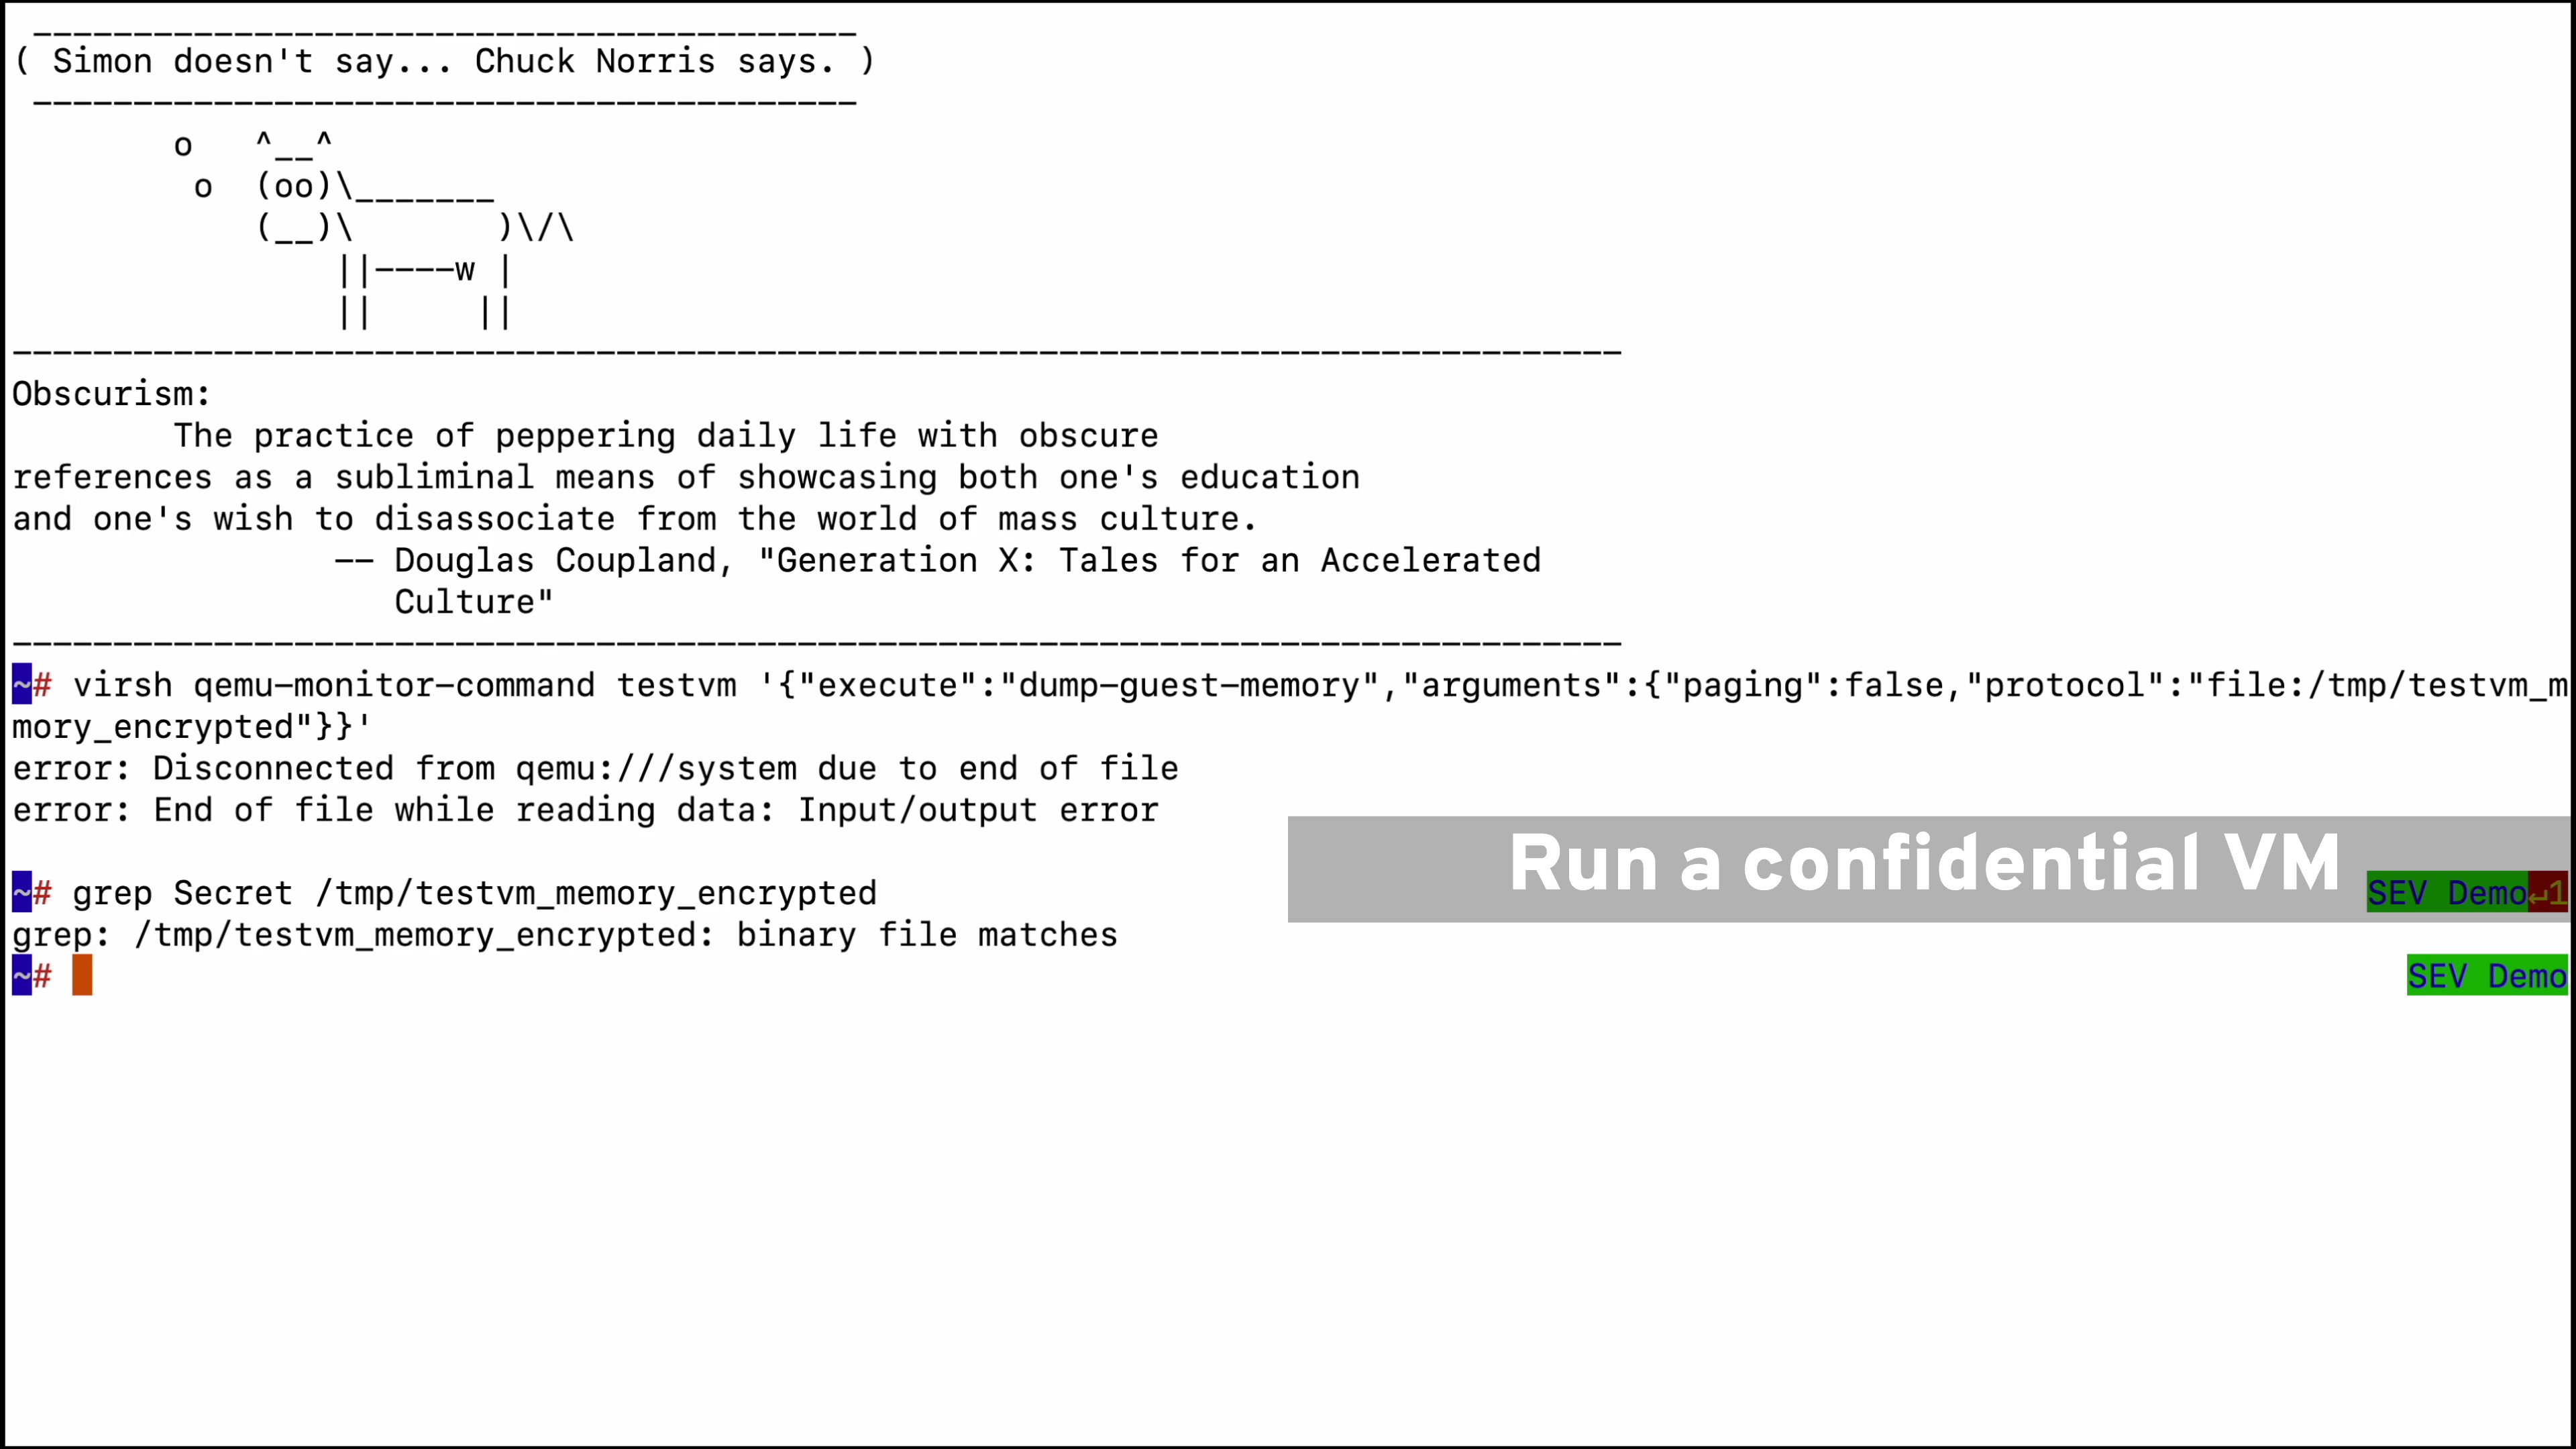 _________________________________________
( Simon doesn't say... Chuck Norris says. )
 -----------------------------------------
        o   ^__^
         o  (oo)\_______
            (__)\       )\/\
                ||----w |
                ||     ||
--------------------------------------------------------------------------------
Obscurism:
        The practice of peppering daily life with obscure
references as a subliminal means of showcasing both one's education
and one's wish to disassociate from the world of mass culture.
                -- Douglas Coupland, "Generation X: Tales for an Accelerated
                   Culture"
--------------------------------------------------------------------------------
~# virsh qemu-monitor-command testvm '{"execute":"dump-guest-memory","arguments":{"paging":false,"protocol":"file:/tmp/testvm_m
mory_encrypted"}}'
error: Disconnected from qemu:///system due to end of file
error: End of file while reading data: Input/output error
Run a confidential VM
~# grep Secret /tmp/testvm_memory_encrypted SEV Demo↵1
grep: /tmp/testvm_memory_encrypted: binary file matches
~# SEV Demo